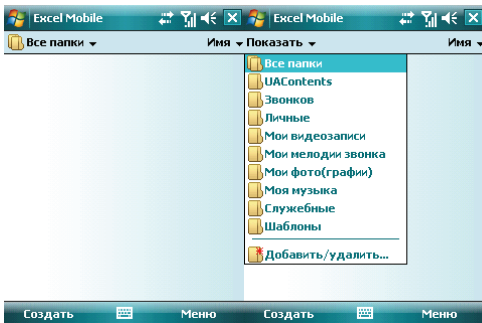 Excel Mobile
Все папки Имя
Создать Меню
Excel Mobile
Показать Имя
Все папки
UAContents
Звонков
Личные
Мои видеозаписи
Мои мелодии звонка
Мои фото(графии)
Моя музыка
Служебные
Шаблоны
Добавить/удалить...
Создать Меню